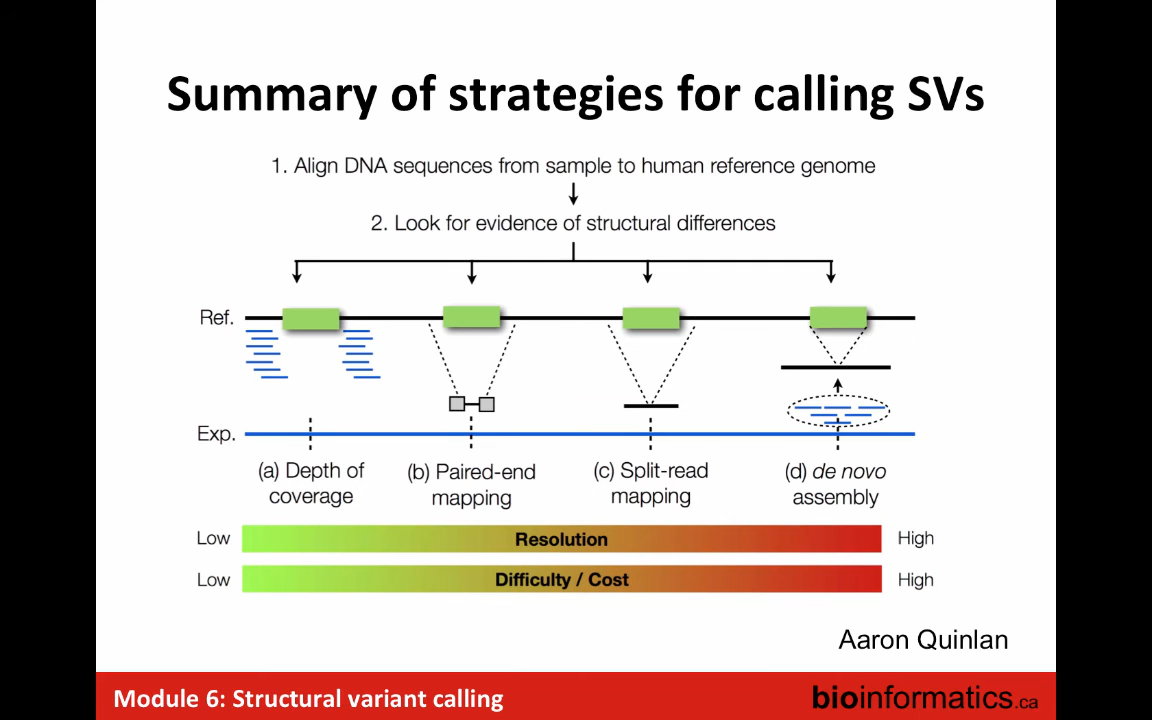 Summary of strategies for calling SVs
1. Align DNA sequences from sample to human reference genome
2. Look for evidence of structural differences
Ref.
Exp.
(a) Depth of
coverage
(b) Paired-end
mapping
(c) Split-read
mapping
(d) de novo
assembly
Low
Resolution
High
Low
Difficulty / Cost
High
Aaron Quinlan
Module 6: Structural variant calling
bioinformatics.ca